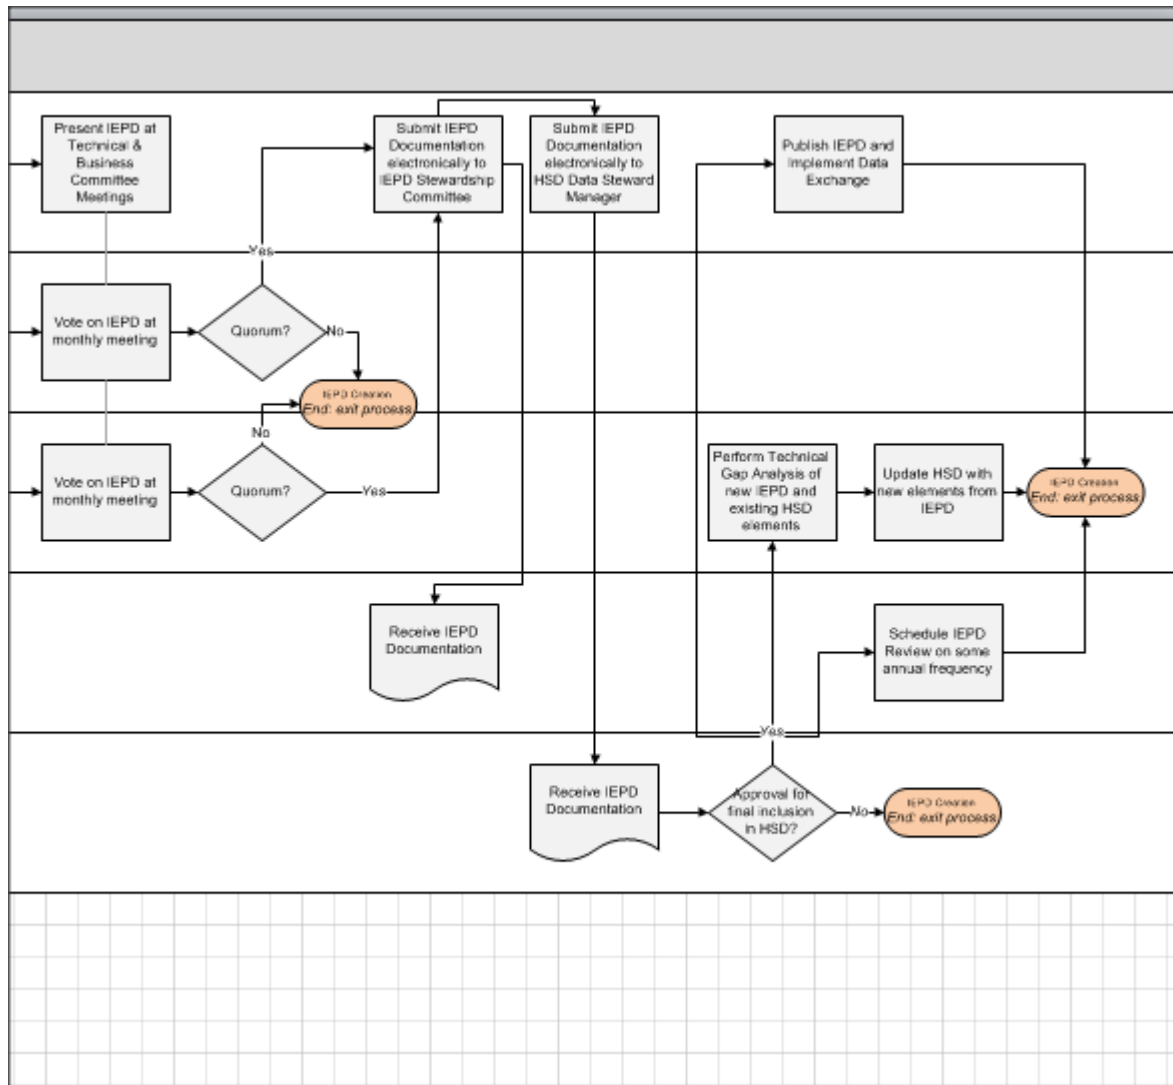 Present IEPD at
Technical &
Business
Committee
Meetings
Submit IEPD
Documentation
electronically to
IEPD Stewardship
Committee
Submit IEPD
Documentation
electronically to
HSD Data Steward
Manager
Publish IEPD and
Implement Data
Exchange
Yes
Vote on IEPD at
monthly meeting
Quorum?
No
IEPD Creation
End: exit process
No
Vote on IEPD at
monthly meeting
Quorum?
Yes
Perform Technical
Gap Analysis of
new IEPD and
existing HSD
elements
Update HSD with
new elements from
IEPD
IEPD Creation
End: exit process
Receive IEPD
Documentation
Schedule IEPD
Review on some
annual frequency
Yes
Receive IEPD
Documentation
Approval for
final inclusion
in HSD?
No
IEPD Creation
End: exit process